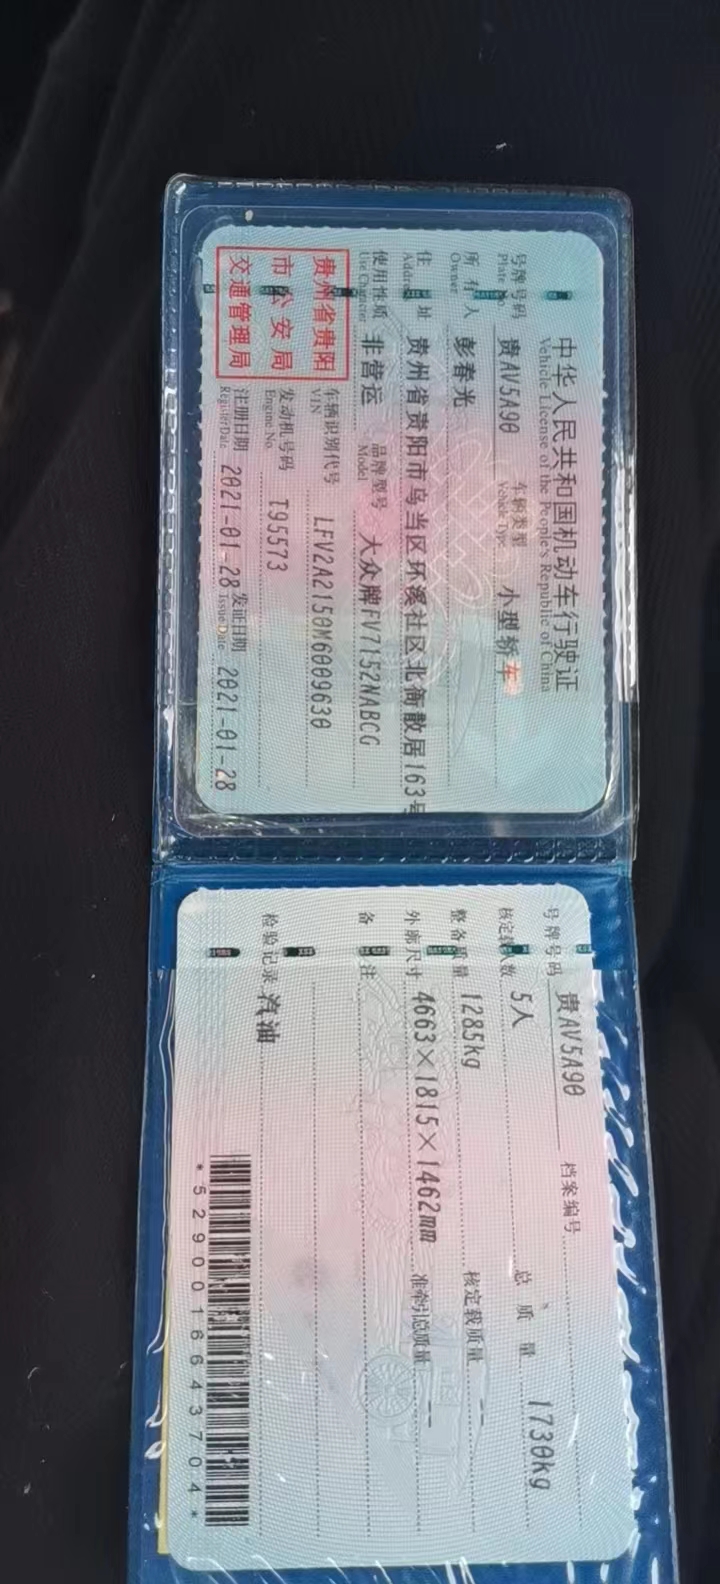 中华人民共和国机动车行驶证
Vehicle License of the People's Republic of China
号牌号码 贵AV5A90 车辆类型 小型轿车
Plate No. Vehicle Type
所有人 彭春光
Owner
住址 贵州省贵阳市乌当区环溪社区北衙散居163号
Address
使用性质 非营运 品牌型号 大众牌FV7152NABCG
Use Character Model
贵州省贵阳
市公安局
交通管理局
车辆识别代号 LFV2A2150M6009630
VIN
发动机号码 T95573
Engine No.
注册日期 2021-01-28 发证日期 2021-01-28
Register Date Issue Date
号牌号码 贵AV5A90 档案编号
核定载人数 5人 总质量 1730kg
整备质量 1285kg 核定载质量 --
外廓尺寸 4663×1815×1462mm 准牵引总质量 --
备注
检验记录 汽油
*5290016643704*